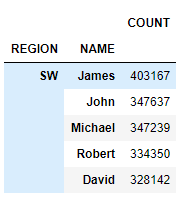 COUNT
REGION NAME
SW James 403167
John 347637
Michael 347239
Robert 334350
David 328142